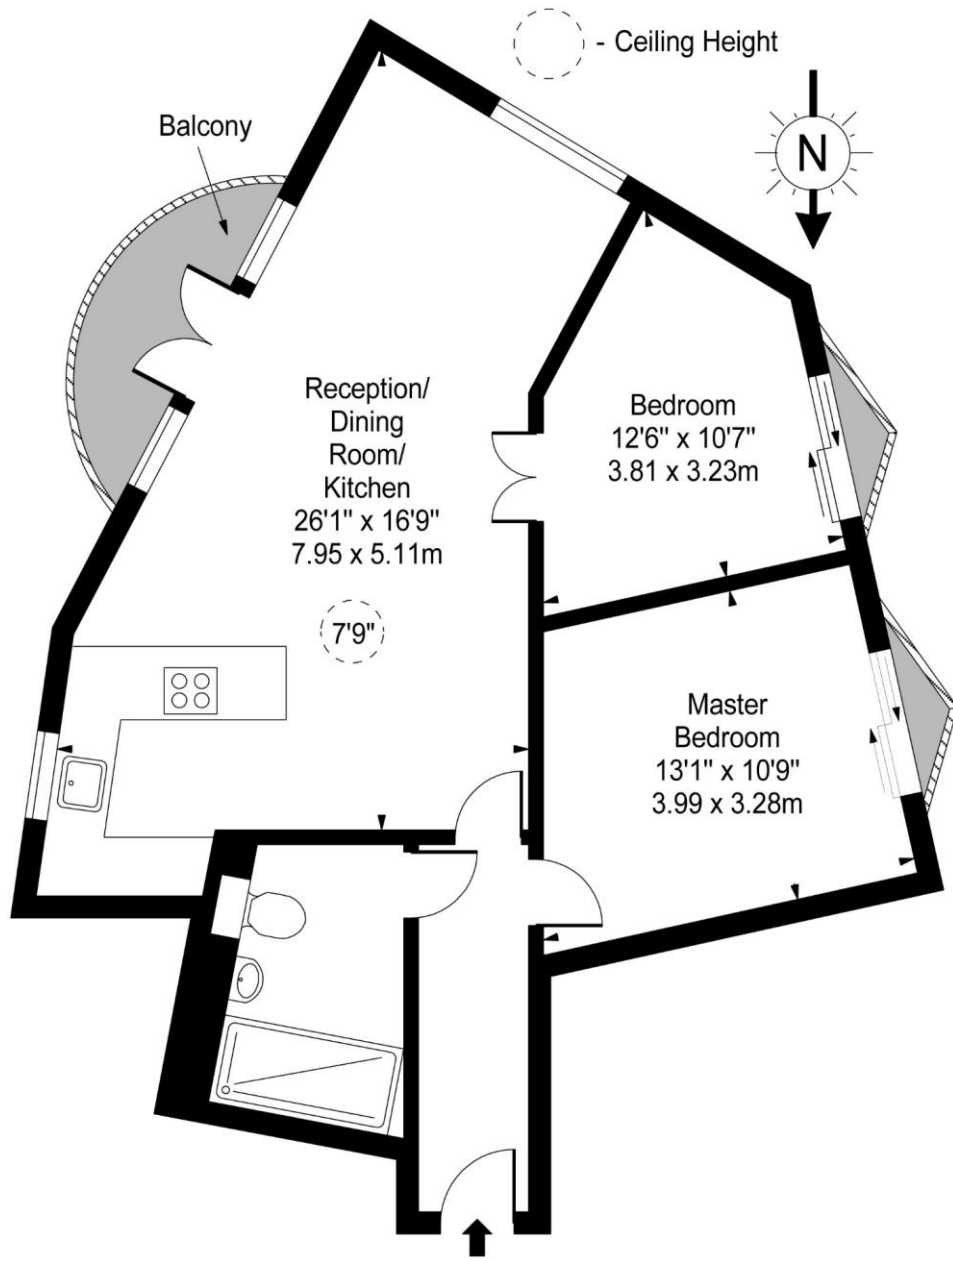 - Ceiling Height
Balcony
N
Reception/
Dining
Room/
Kitchen
26'1" x 16'9"
7.95 x 5.11m
Bedroom
12'6" x 10'7"
3.81 x 3.23m
7'9"
Master
Bedroom
13'1" x 10'9"
3.99 x 3.28m